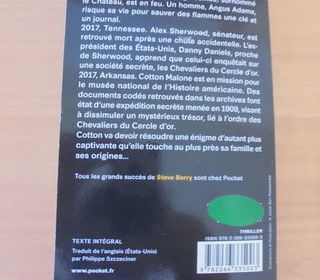 le Château, est en feu. Un homme, Angus Adams,
risque sa vie pour sauver des flammes une clé et
un journal.
2017, Tennessee. Alex Sherwood, sénateur, est
retrouvé mort après une chute accidentelle. L'ex-
président des États-Unis, Danny Daniels, proche
de Sherwood, apprend que celui-ci enquêtait sur
une société secrète, les Chevaliers du Cercle d'or.
2017, Arkansas. Cotton Malone est en mission pour
le musée national de l'Histoire américaine. Des
documents codés retrouvés dans les archives font
état d'une expédition secrète menée en 1909, visant
à dissimuler un mystérieux trésor, lié à l'ordre des
Chevaliers du Cercle d'or.
Cotton va devoir résoudre une énigme d'autant plus
captivante qu'elle touche au plus près sa famille et
ses origines...
Tous les grands succès de Steve Berry sont chez Pocket
THRILLER
TEXTE INTÉGRAL
Traduit de l'anglais (États-Unis)
par Philippe Szczeciner
www.pocket.fr
ISBN